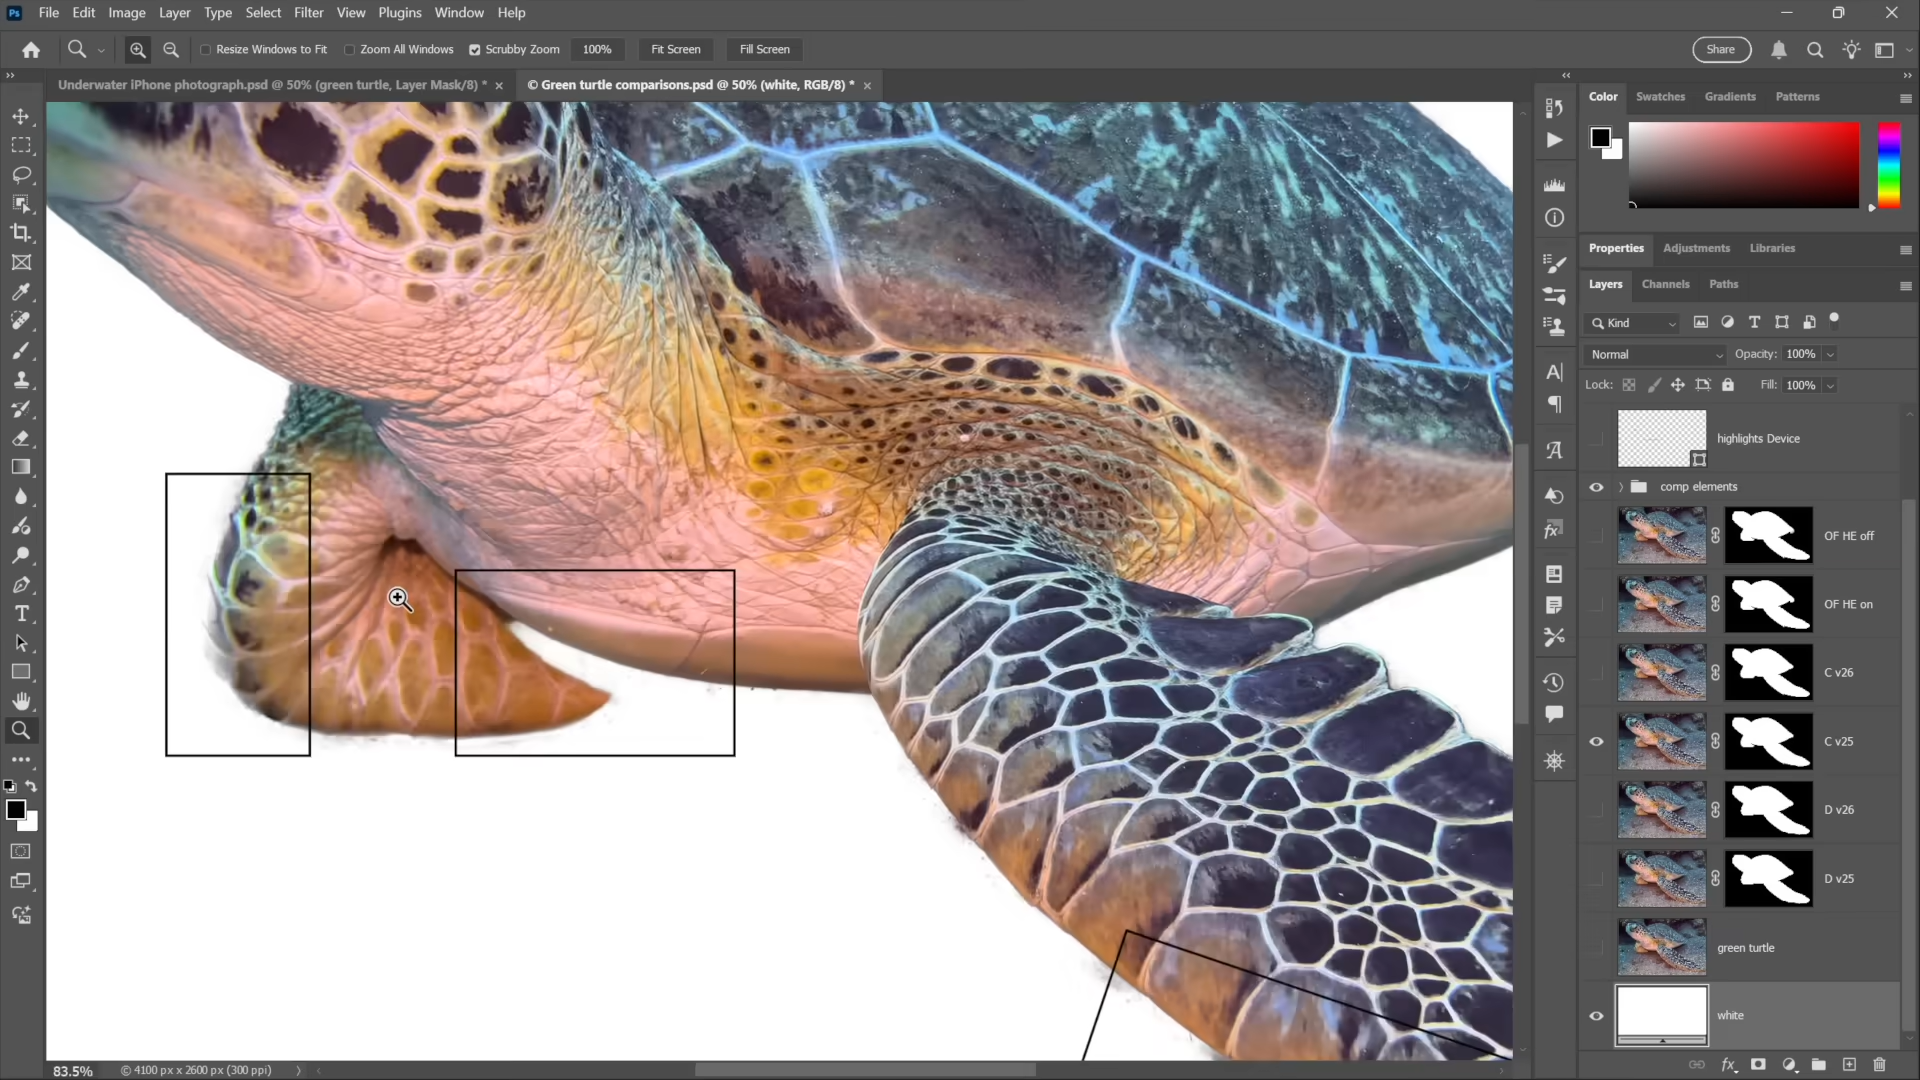 Ps File Edit Image Layer Type Select Filter View Plugins Window Help
Resize Windows to Fit Zoom All Windows Scrubby Zoom 100% Fit Screen Fill Screen Share
Underwater iPhone photograph.psd @ 50% (green turtle, Layer Mask/8) * × © Green turtle comparisons.psd @ 50% (white, RGB/8) * ×
Color Swatches Gradients Patterns
Properties Adjustments Libraries
Layers Channels Paths
Kind
Normal Opacity: 100%
Lock: Fill: 100%
highlights Device
comp elements
OF HE off
OF HE on
C v26
C v25
D v26
D v25
green turtle
white
83.5% © 4100 px x 2600 px (300 ppi)